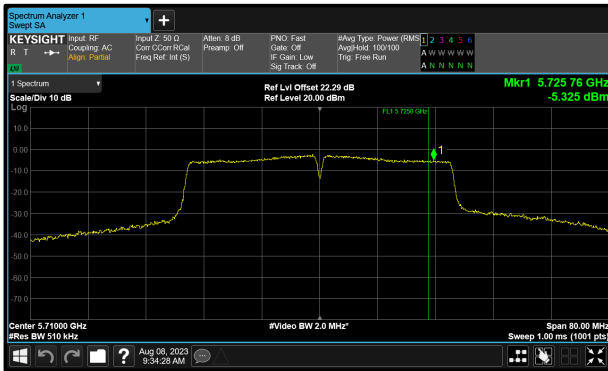 Spectrum Analyzer 1
Swept SA
KEYSIGHT
R T
Input: RF
Coupling: AC
Align: Partial
Input Z: 50 Ω
Corr CCorr RCal
Freq Ref: Int (S)
Atten: 8 dB
Preamp: Off
PNO: Fast
Gate: Off
IF Gain: Low
Sig Track: Off
#Avg Type: Power (RMS
Avg|Hold: 100/100
Trig: Free Run
1 2 3 4 5 6
A W W W W W
A N N N N N
1 Spectrum
Scale/Div 10 dB
Ref Lvl Offset 22.29 dB
Ref Level 20.00 dBm
Mkr1 5.725 76 GHz
-5.325 dBm
Log
FL1 5.7250 GHz
1
10.0
0.00
-10.0
-20.0
-30.0
-40.0
-50.0
-60.0
-70.0
Center 5.71000 GHz
#Video BW 2.0 MHz*
Span 80.00 MHz
#Res BW 510 kHz
Sweep 1.00 ms (1001 pts)
?
Aug 08, 2023
9:34:28 AM